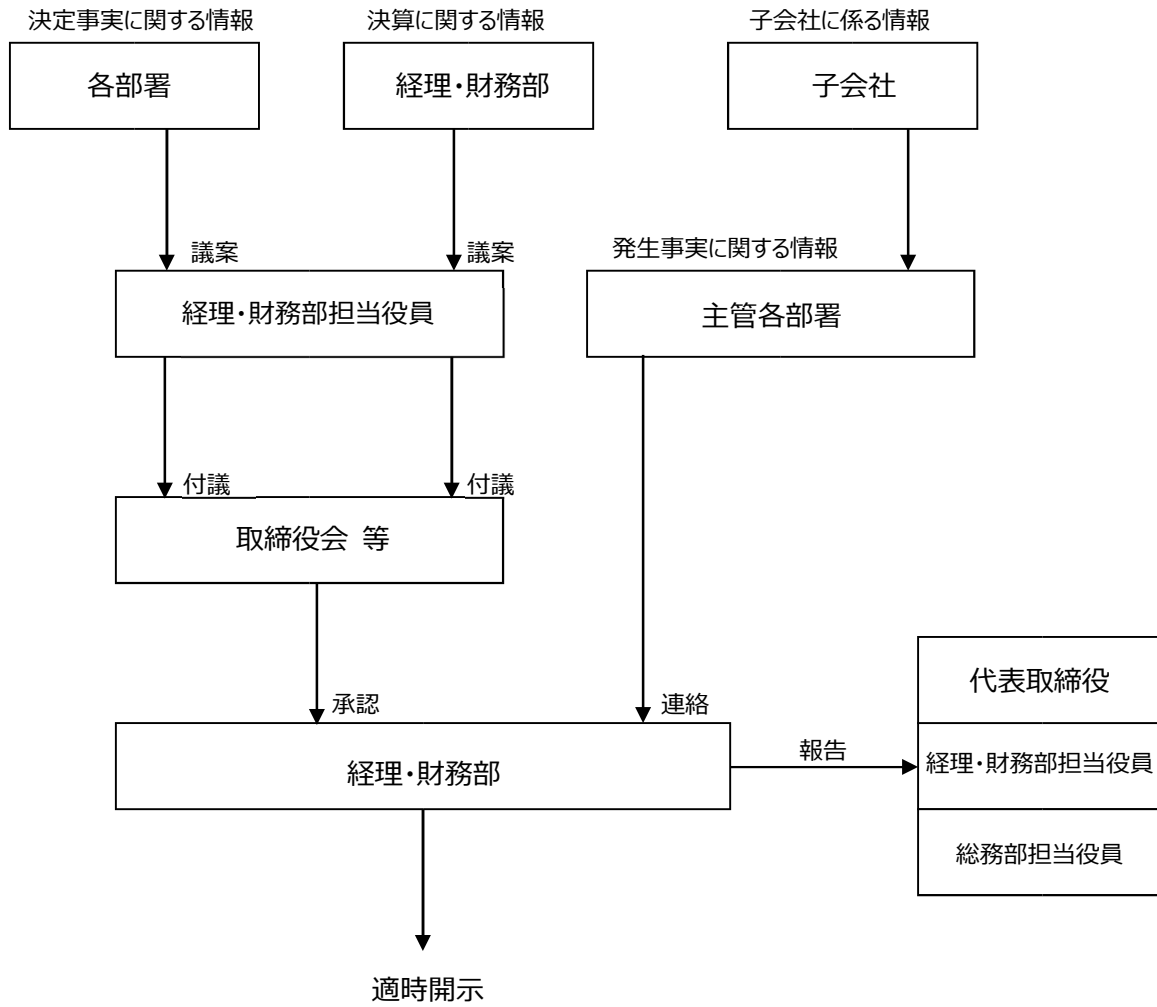 決定事実に関する情報
決算に関する情報
子会社に係る情報
各部署
経理・財務部
子会社
議案
議案
発生事実に関する情報
経理・財務部担当役員
主管各部署
付議
付議
取締役会 等
承認
連絡
経理・財務部
報告
代表取締役
経理・財務部担当役員
総務部担当役員
適時開示